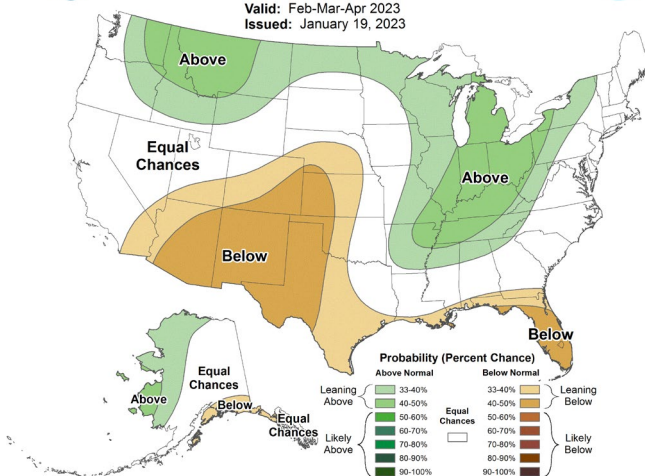 Valid: Feb-Mar-Apr 2023
Issued: January 19, 2023
Above
Equal
Chances
Above
Below
Below
Above
Equal
Chances
Below
Equal
Chances
Probability (Percent Chance)
Above Normal
Below Normal
Leaning
Above
33-40%
40-50%
Likely
Above
50-60%
60-70%
70-80%
80-90%
90-100%
Equal
Chances
33-40%
40-50%
Leaning
Below
50-60%
60-70%
70-80%
80-90%
90-100%
Likely
Below